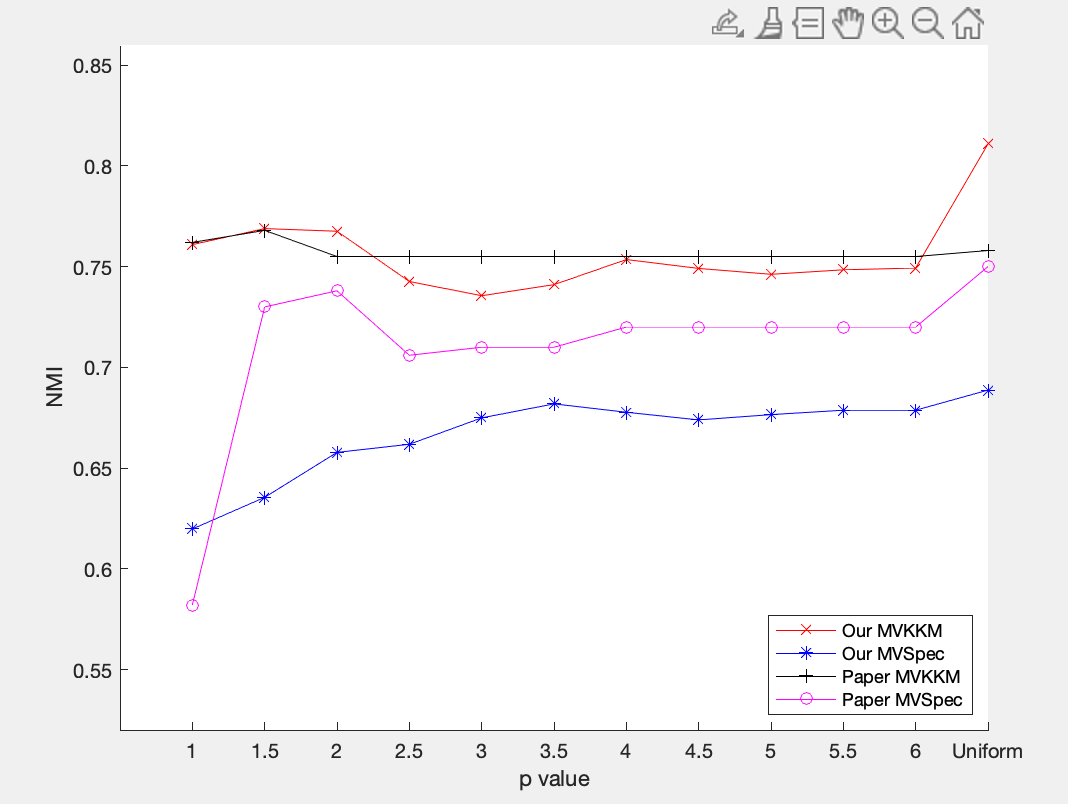 0.85
0.8
0.75
0.7
0.65
0.6
0.55
NMI
1 1.5 2 2.5 3 3.5 4 4.5 5 5.5 6 Uniform
p value
Our MVKKM
Our MVSpec
Paper MVKKM
Paper MVSpec